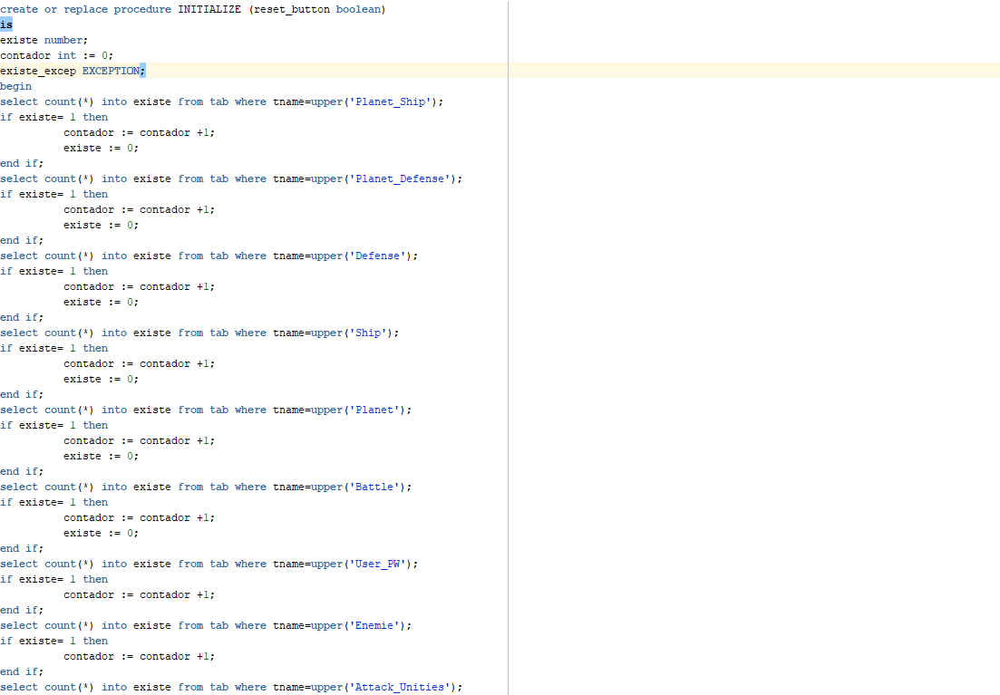 create or replace procedure INITIALIZE (reset_button boolean)
is
existe number;
contador int := 0;
existe_excep EXCEPTION;
begin
select count(*) into existe from tab where tname=upper('Planet_Ship');
if existe= 1 then
contador := contador +1;
existe := 0;
end if;
select count(*) into existe from tab where tname=upper('Planet_Defense');
if existe= 1 then
contador := contador +1;
existe := 0;
end if;
select count(*) into existe from tab where tname=upper('Defense');
if existe= 1 then
contador := contador +1;
existe := 0;
end if;
select count(*) into existe from tab where tname=upper('Ship');
if existe= 1 then
contador := contador +1;
existe := 0;
end if;
select count(*) into existe from tab where tname=upper('Planet');
if existe= 1 then
contador := contador +1;
existe := 0;
end if;
select count(*) into existe from tab where tname=upper('Battle');
if existe= 1 then
contador := contador +1;
existe := 0;
end if;
select count(*) into existe from tab where tname=upper('User_PW');
if existe= 1 then
contador := contador +1;
end if;
select count(*) into existe from tab where tname=upper('Enemie');
if existe= 1 then
contador := contador +1;
end if;
select count(*) into existe from tab where tname=upper('Attack_Unities');